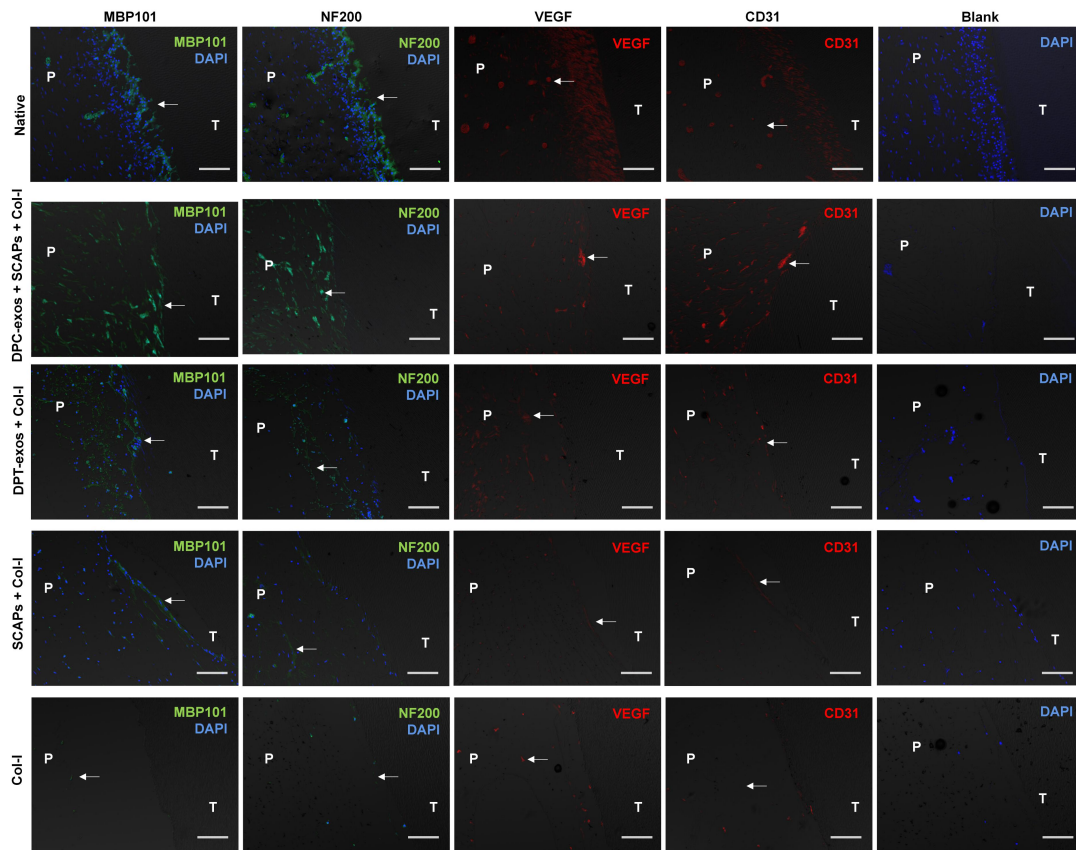 MBP101 NF200 VEGF CD31 Blank
Native
MBP101
DAPI
P
T
NF200
DAPI
P
T
VEGF
P
T
CD31
P
T
DAPI
P
T
DPC-exos + SCAPs + Col-I
MBP101
DAPI
P
T
NF200
DAPI
P
T
VEGF
P
T
CD31
P
T
DAPI
P
T
DPT-exos + Col-I
MBP101
DAPI
P
T
NF200
DAPI
P
T
VEGF
P
T
CD31
P
T
DAPI
P
T
SCAPs + Col-I
MBP101
DAPI
P
T
NF200
DAPI
P
T
VEGF
P
T
CD31
P
T
DAPI
P
T
Col-I
MBP101
DAPI
P
T
NF200
DAPI
P
T
VEGF
P
T
CD31
P
T
DAPI
P
T